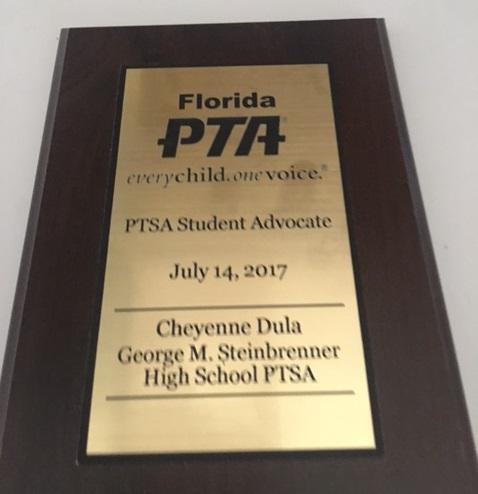 Florida
PTA®
everychild.onevoice.®
PTSA Student Advocate
July 14, 2017
Cheyenne Dula
George M. Steinbrenner
High School PTSA